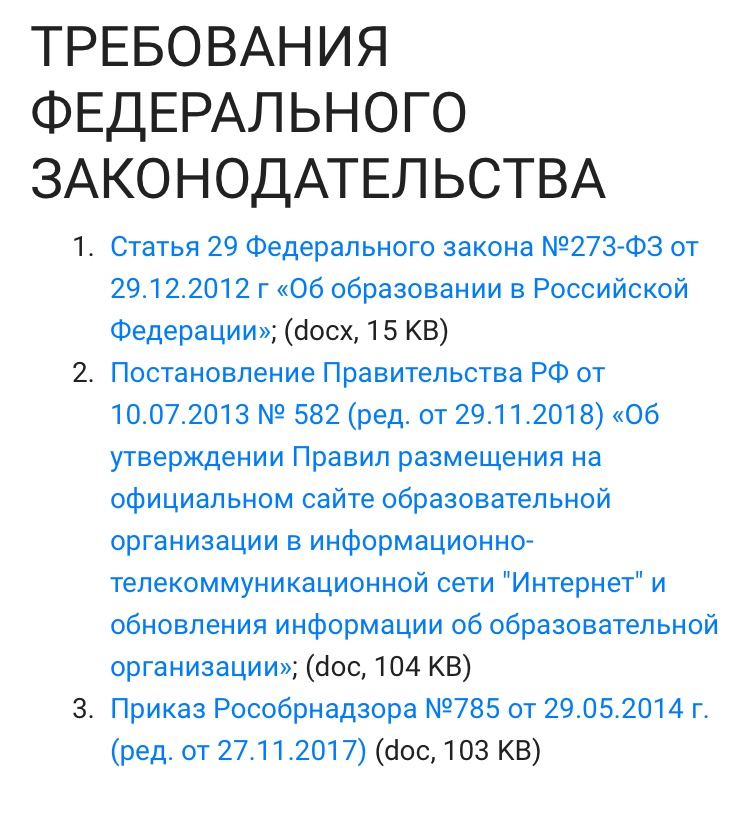 ТРЕБОВАНИЯ
ФЕДЕРАЛЬНОГО
ЗАКОНОДАТЕЛЬСТВА
1. Статья 29 Федерального закона №273-ФЗ от
29.12.2012 г «Об образовании в Российской
Федерации»; (docx, 15 KB)
2. Постановление Правительства РФ от
10.07.2013 № 582 (ред. от 29.11.2018) «Об
утверждении Правил размещения на
официальном сайте образовательной
организации в информационно-
телекоммуникационной сети "Интернет" и
обновления информации об образовательной
организации»; (doc, 104 KB)
3. Приказ Рособрнадзора №785 от 29.05.2014 г.
(ред. от 27.11.2017) (doc, 103 KB)